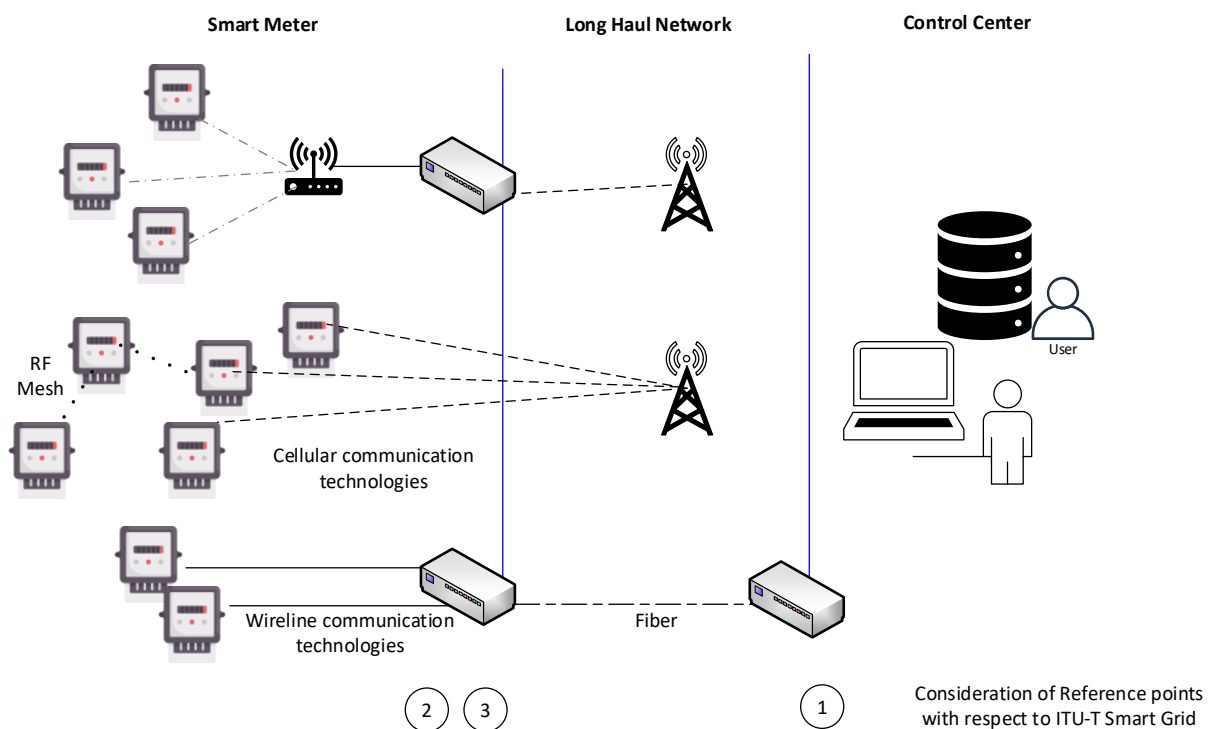 Smart Meter
Long Haul Network
Control Center
User
RF
Mesh
Cellular communication
technologies
Wireline communication
technologies
Fiber
2
3
1
Consideration of Reference points
with respect to ITU-T Smart Grid